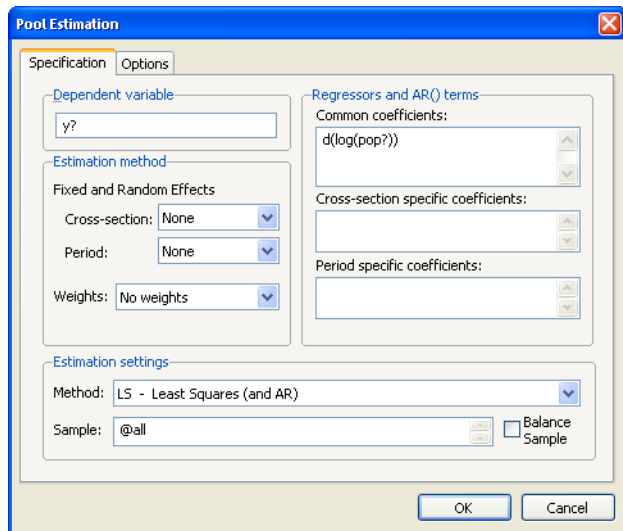 Pool Estimation
Specification
Options
Dependent variable
y?
Estimation method
Fixed and Random Effects
Cross-section: None
Period: None
Weights: No weights
Regressors and AR() terms
Common coefficients:
d(log(pop?))
Cross-section specific coefficients:
Period specific coefficients:
Estimation settings
Method: LS - Least Squares (and AR)
Sample: @all
Balance
Sample
OK
Cancel